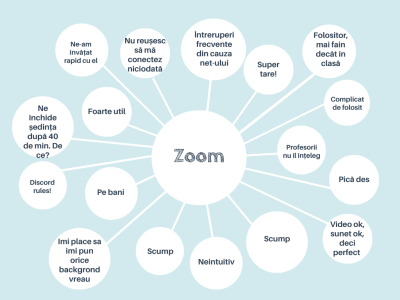 Ne-am
învățat
rapid cu el
Nu reușesc
să mă
conectez
niciodată
Întreruperi
frecvente
din cauza
net-ului
Super
tare!
Folositor,
mai fain
decât în
clasă
Complicat
de folosit
Profesorii
nu îl înțeleg
Pică des
Video ok,
sunet ok,
deci
perfect
Scump
Neintuitiv
Scump
Imi place sa
imi pun
orice
backgrond
vreau
Pe bani
Discord
rules!
Ne
inchide
ședința
după 40
de min. De
ce?
Foarte util
Zoom